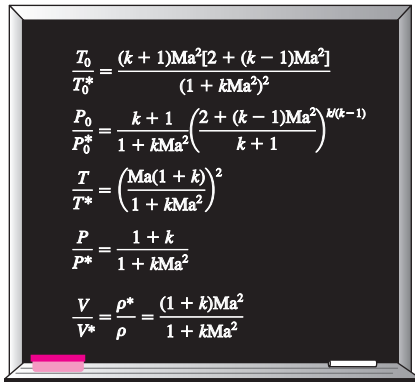 T₀/T₀* = (k + 1)Ma²[2 + (k − 1)Ma²]/(1 + kMa²)²
P₀/P₀* = k + 1/1 + kMa² (2 + (k − 1)Ma²/k + 1)^k/(k−1)
T/T* = (Ma(1 + k)/1 + kMa²)²
P/P* = 1 + k/1 + kMa²
V/V* = ρ*/ρ = (1 + k)Ma²/1 + kMa²